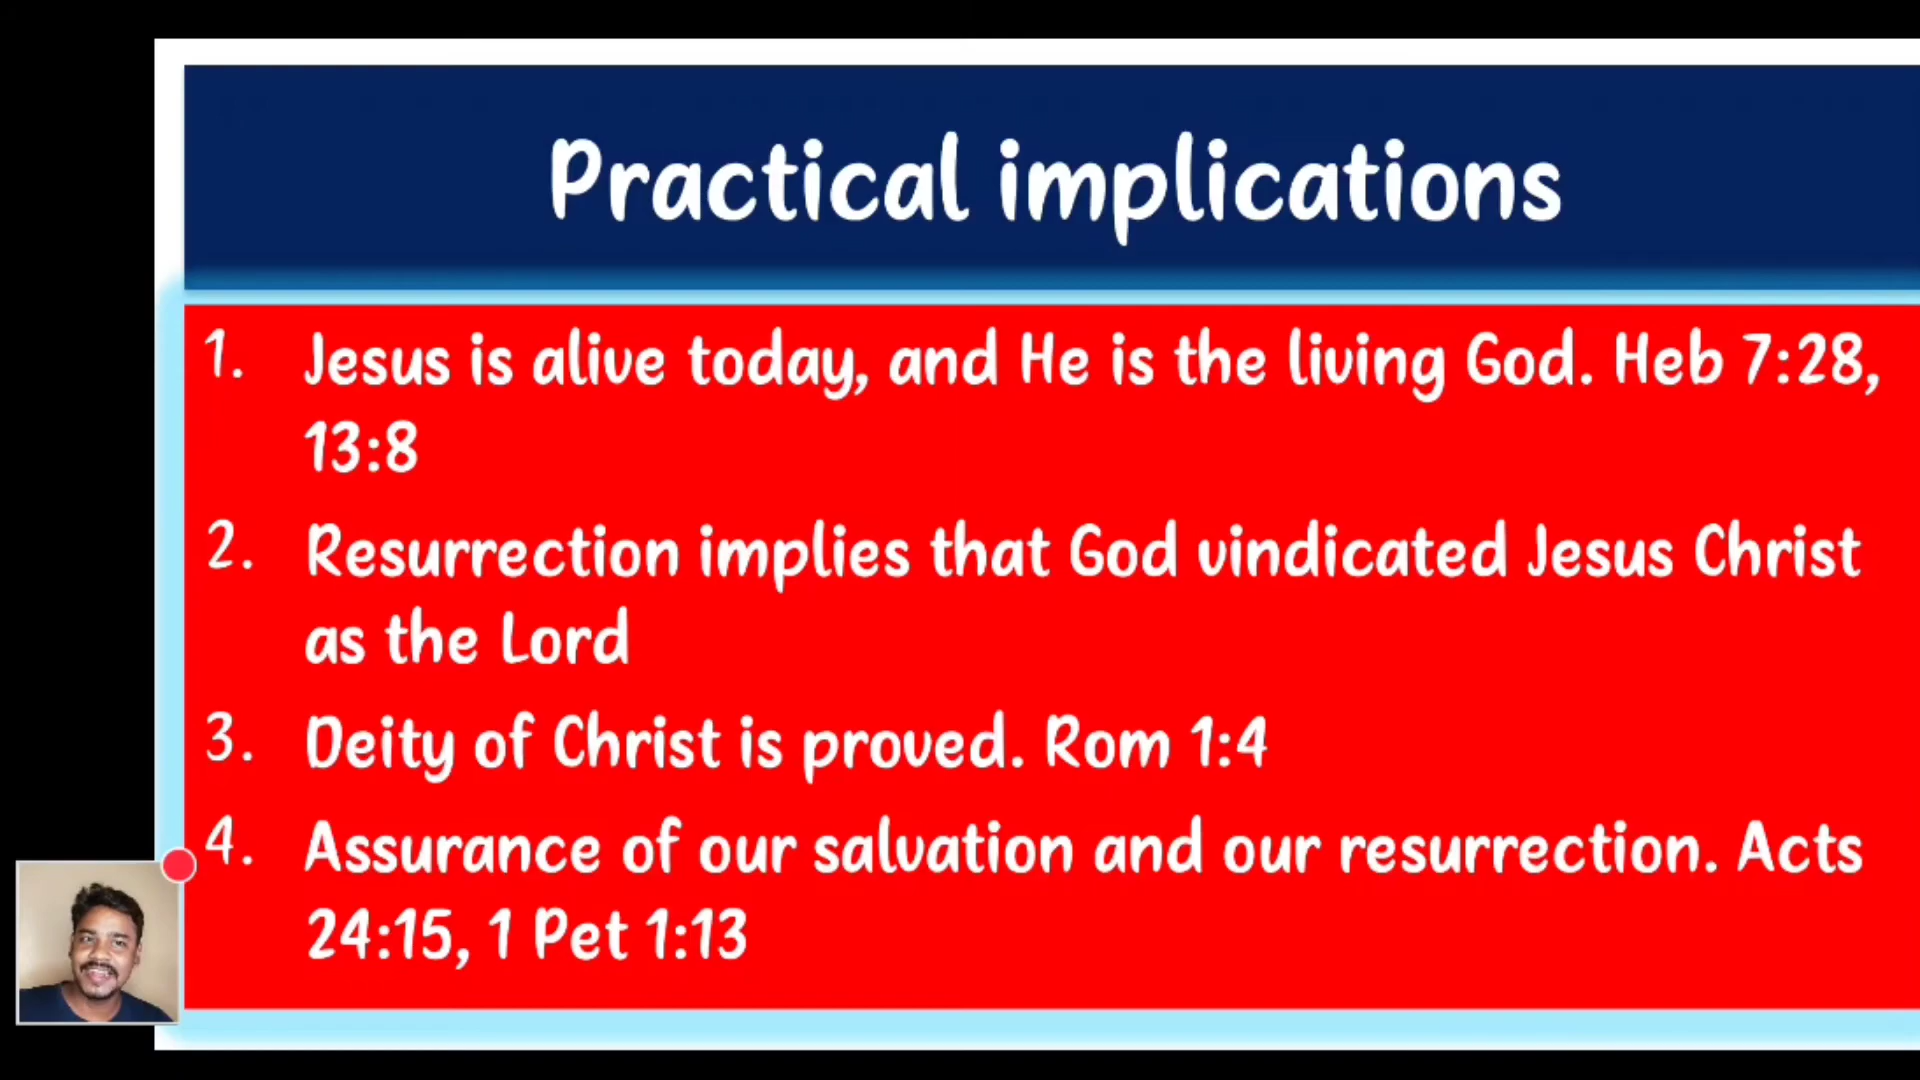 Practical implications
1. Jesus is alive today, and He is the living God. Heb 7:28,
13:8
2. Resurrection implies that God vindicated Jesus Christ
as the Lord
3. Deity of Christ is proved. Rom 1:4
4. Assurance of our salvation and our resurrection. Acts
24:15, 1 Pet 1:13